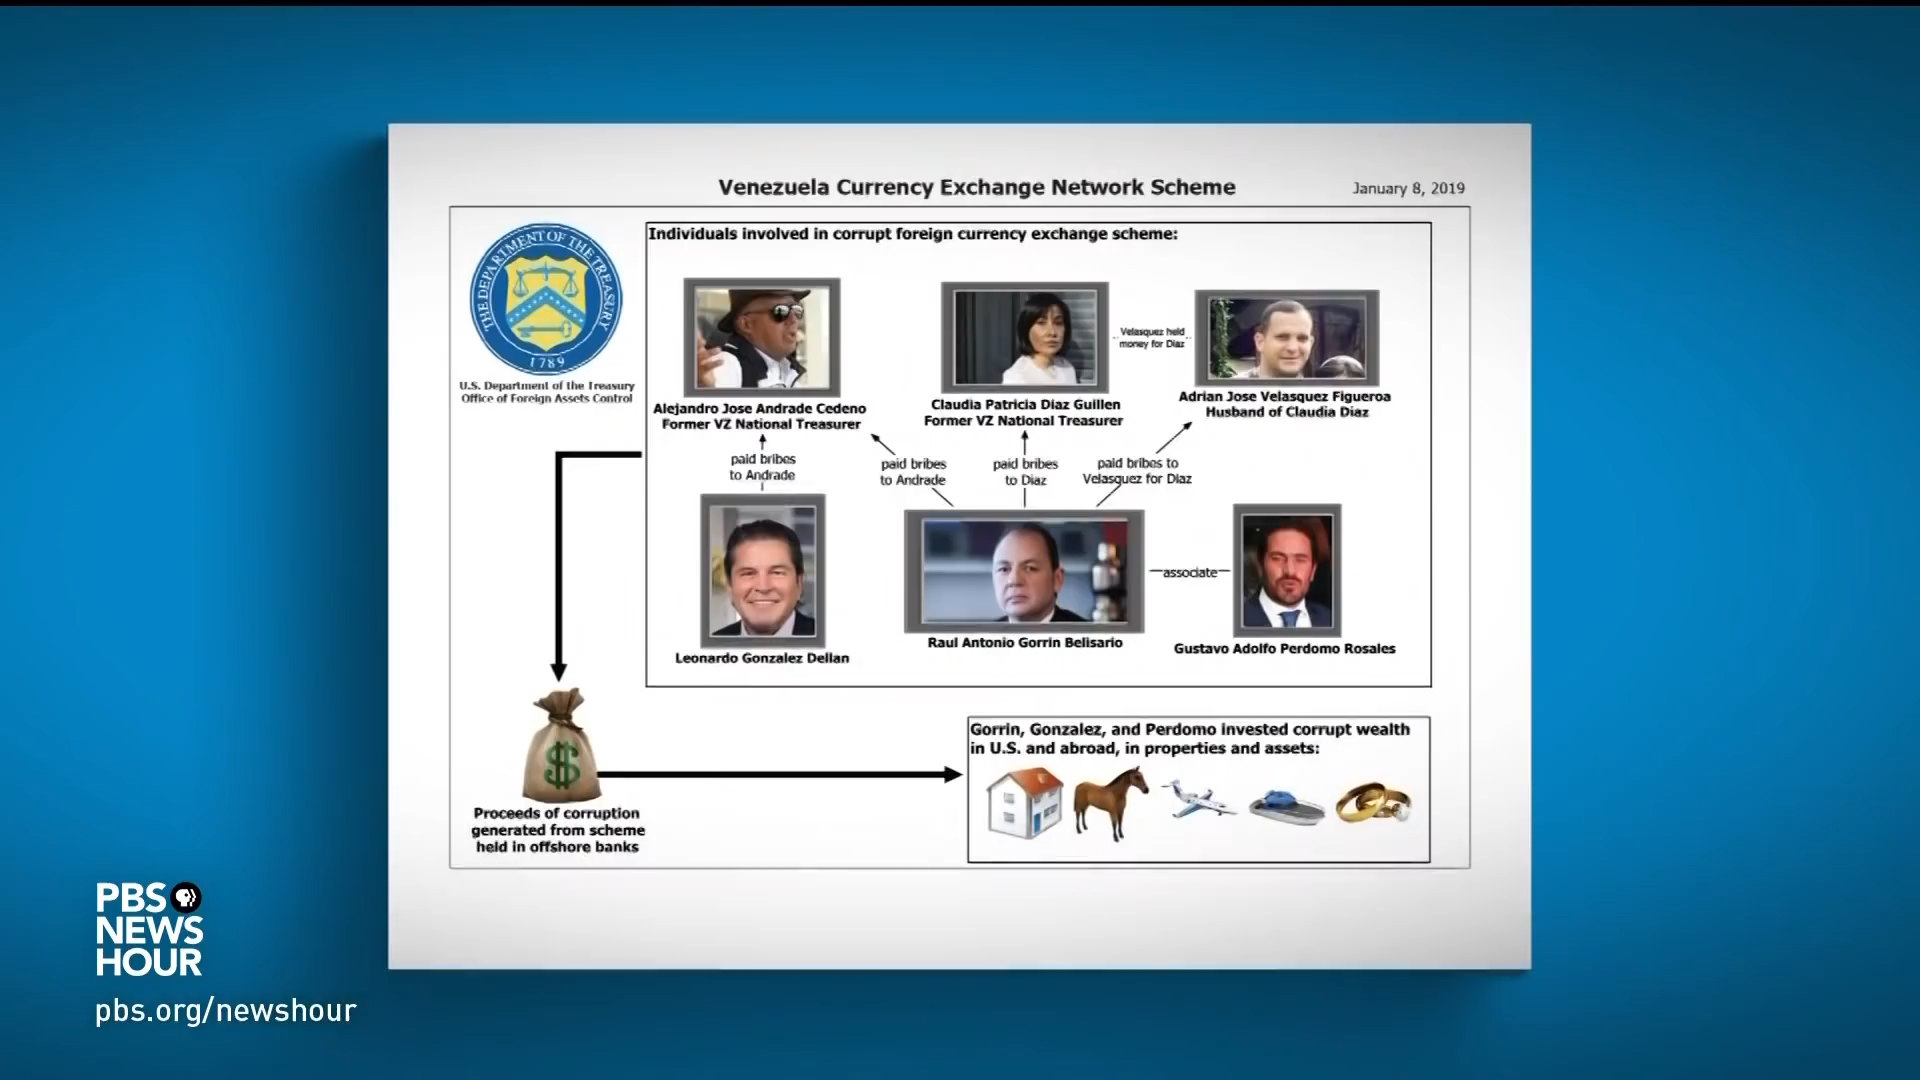 Venezuela Currency Exchange Network Scheme
January 8, 2019
THE DEPARTMENT OF THE TREASURY
1789
U.S. Department of the Treasury
Office of Foreign Assets Control
Individuals involved in corrupt foreign currency exchange scheme:
Velasquez held
money for Diaz
Alejandro Jose Andrade Cedeno
Former VZ National Treasurer
Claudia Patricia Diaz Guillen
Former VZ National Treasurer
Adrian Jose Velasquez Figueroa
Husband of Claudia Diaz
paid bribes
to Andrade
paid bribes
to Andrade
paid bribes
to Diaz
paid bribes to
Velasquez for Diaz
associate
Leonardo Gonzalez Dellan
Raul Antonio Gorrin Belisario
Gustavo Adolfo Perdomo Rosales
$
Proceeds of corruption
generated from scheme
held in offshore banks
Gorrin, Gonzalez, and Perdomo invested corrupt wealth
in U.S. and abroad, in properties and assets:
PBS
NEWS
HOUR
pbs.org/newshour